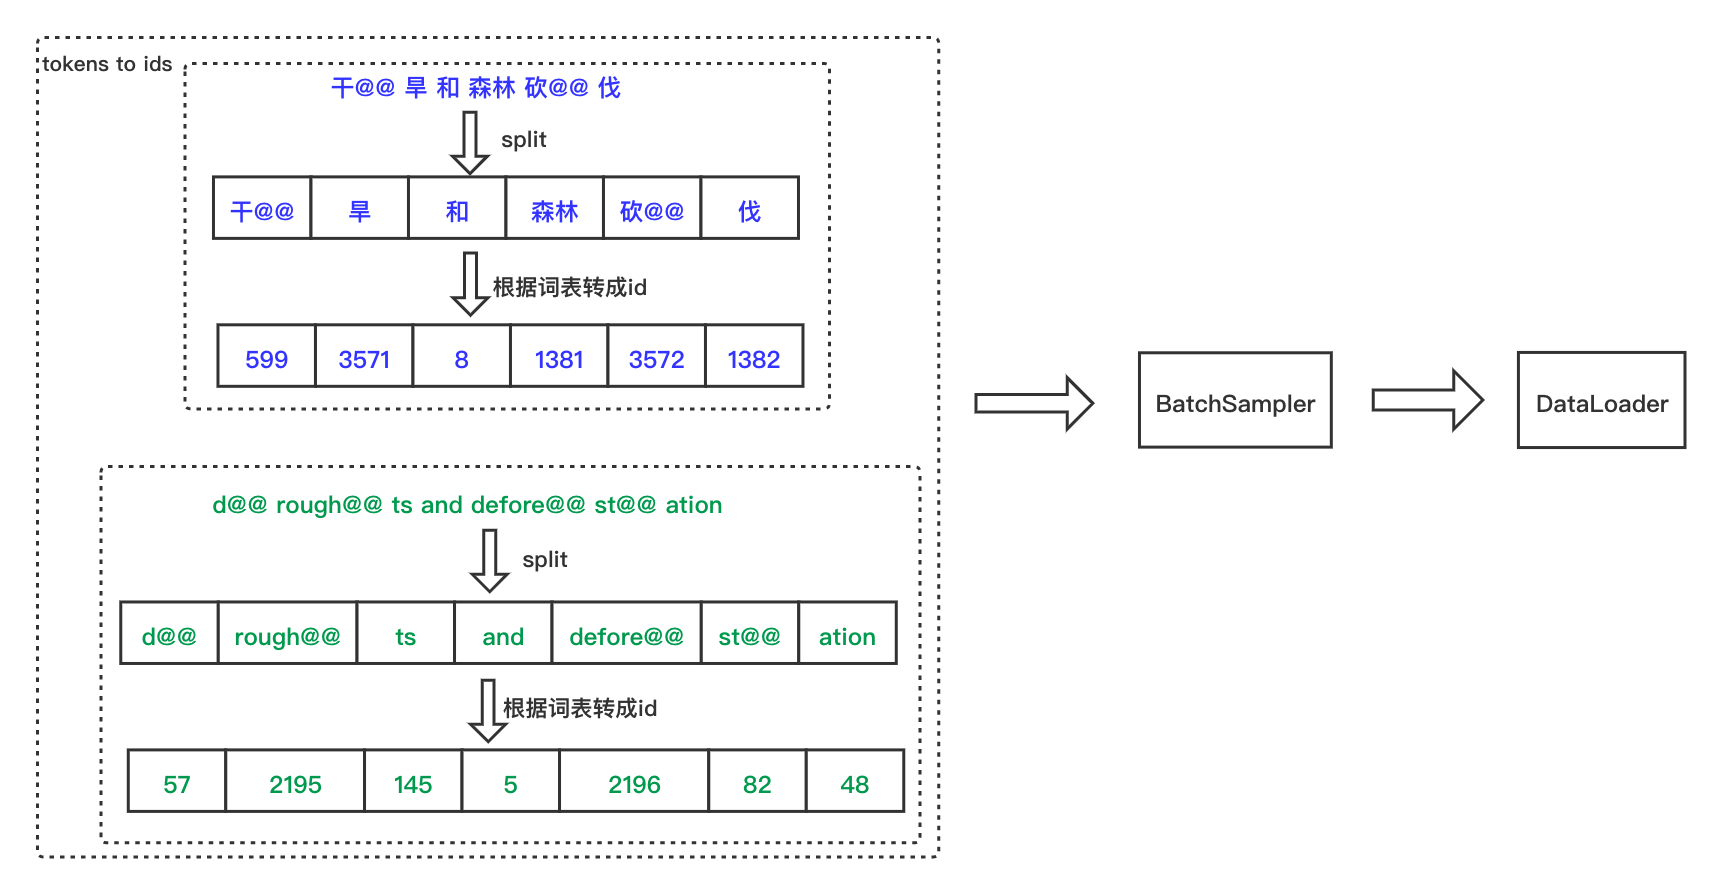 tokens to ids
干@@ 旱 和 森林 砍@@ 伐
split
干@@ 旱 和 森林 砍@@ 伐
根据词表转成id
599 3571 8 1381 3572 1382
d@@ rough@@ ts and defore@@ st@@ ation
split
d@@ rough@@ ts and defore@@ st@@ ation
根据词表转成id
57 2195 145 5 2196 82 48
BatchSampler
DataLoader